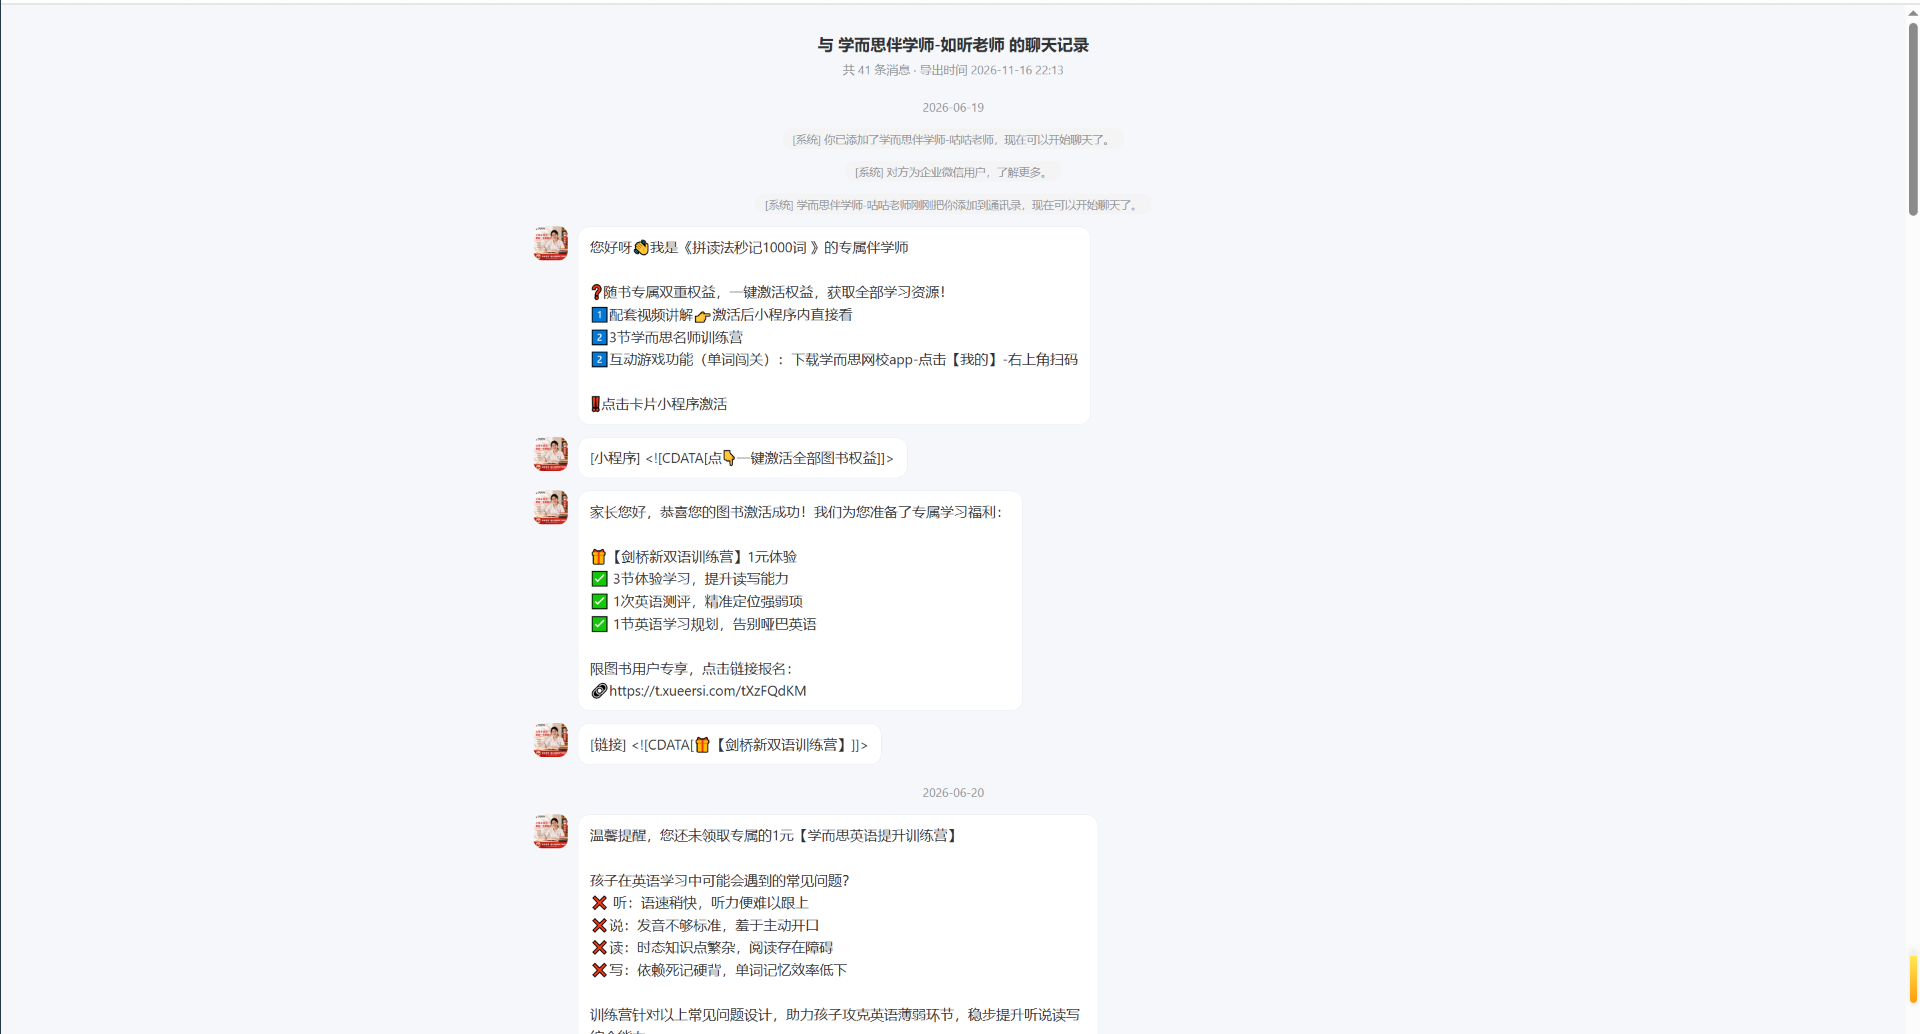 与 学而思伴学师-如昕老师 的聊天记录
共 41 条消息 · 导出时间 2026-11-16 22:13
2026-06-19
[系统] 你已添加了学而思伴学师-咕咕老师，现在可以开始聊天了。
[系统] 对方为企业微信用户，了解更多。
[系统] 学而思伴学师-咕咕老师刚刚把你添加到通讯录，现在可以开始聊天了。
您好呀👏我是《拼读法秒记1000词 》的专属伴学师
❓随书专属双重权益，一键激活权益，获取全部学习资源！
1️⃣配套视频讲解👉激活后小程序内直接看
2️⃣3节学而思名师训练营
2️⃣互动游戏功能（单词闯关）：下载学而思网校app-点击【我的】-右上角扫码
‼️点击卡片小程序激活
[小程序] <![CDATA[点👇一键激活全部图书权益]]>
家长您好，恭喜您的图书激活成功！我们为您准备了专属学习福利：
🎁【剑桥新双语训练营】1元体验
✅ 3节体验学习，提升读写能力
✅ 1次英语测评，精准定位强弱项
✅ 1节英语学习规划，告别哑巴英语
限图书用户专享，点击链接报名：
🔗https://t.xueersi.com/tXzFQdKM
[链接] <![CDATA[🎁【剑桥新双语训练营】]]>
2026-06-20
温馨提醒，您还未领取专属的1元【学而思英语提升训练营】
孩子在英语学习中可能会遇到的常见问题？
❌ 听：语速稍快，听力便难以跟上
❌说：发音不够标准，羞于主动开口
❌读：时态知识点繁杂，阅读存在障碍
❌写：依赖死记硬背，单词记忆效率低下
训练营针对以上常见问题设计，助力孩子攻克英语薄弱环节，稳步提升听说读写